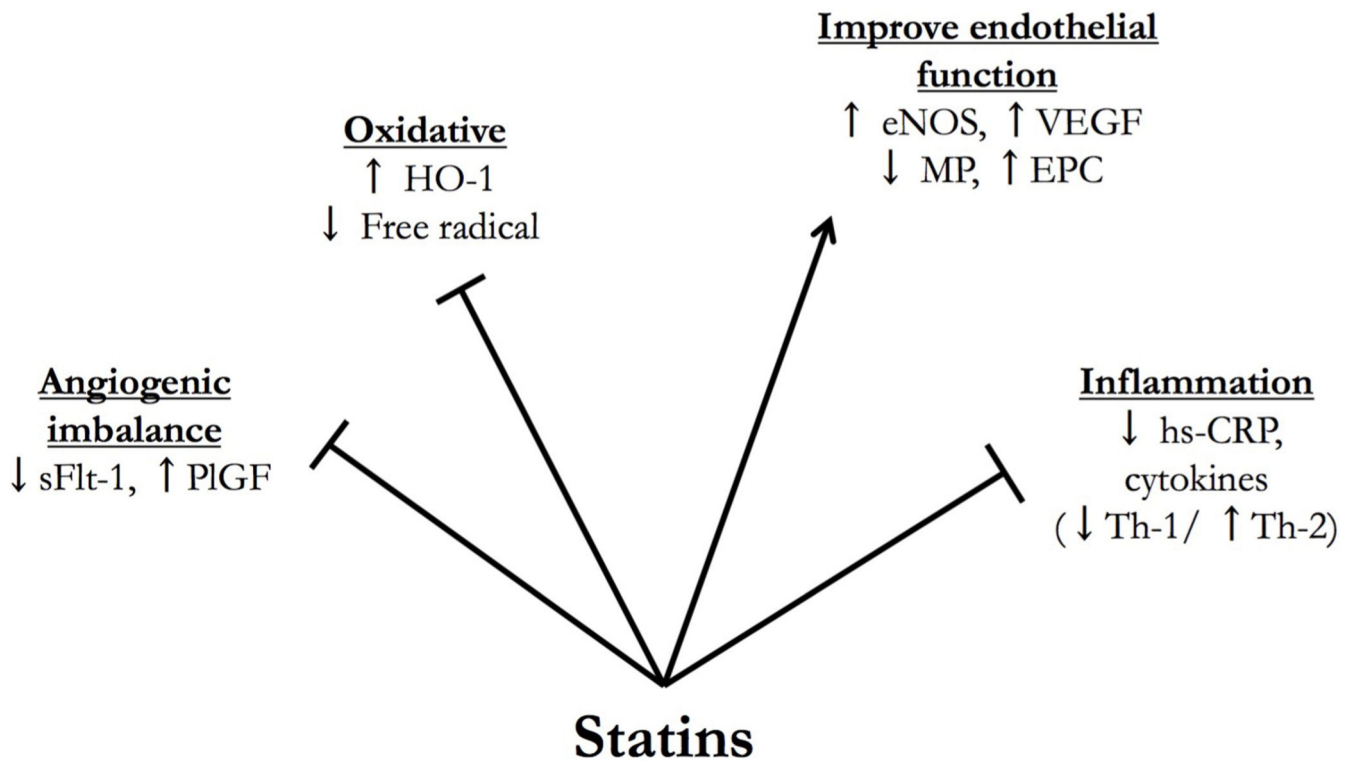 Improve endothelial
function
↑ eNOS, ↑ VEGF
↓ MP, ↑ EPC
Oxidative
↑ HO-1
↓ Free radical
Angiogenic
imbalance
↓ sFlt-1, ↑ PlGF
Inflammation
↓ hs-CRP,
cytokines
(↓ Th-1/ ↑ Th-2)
Statins